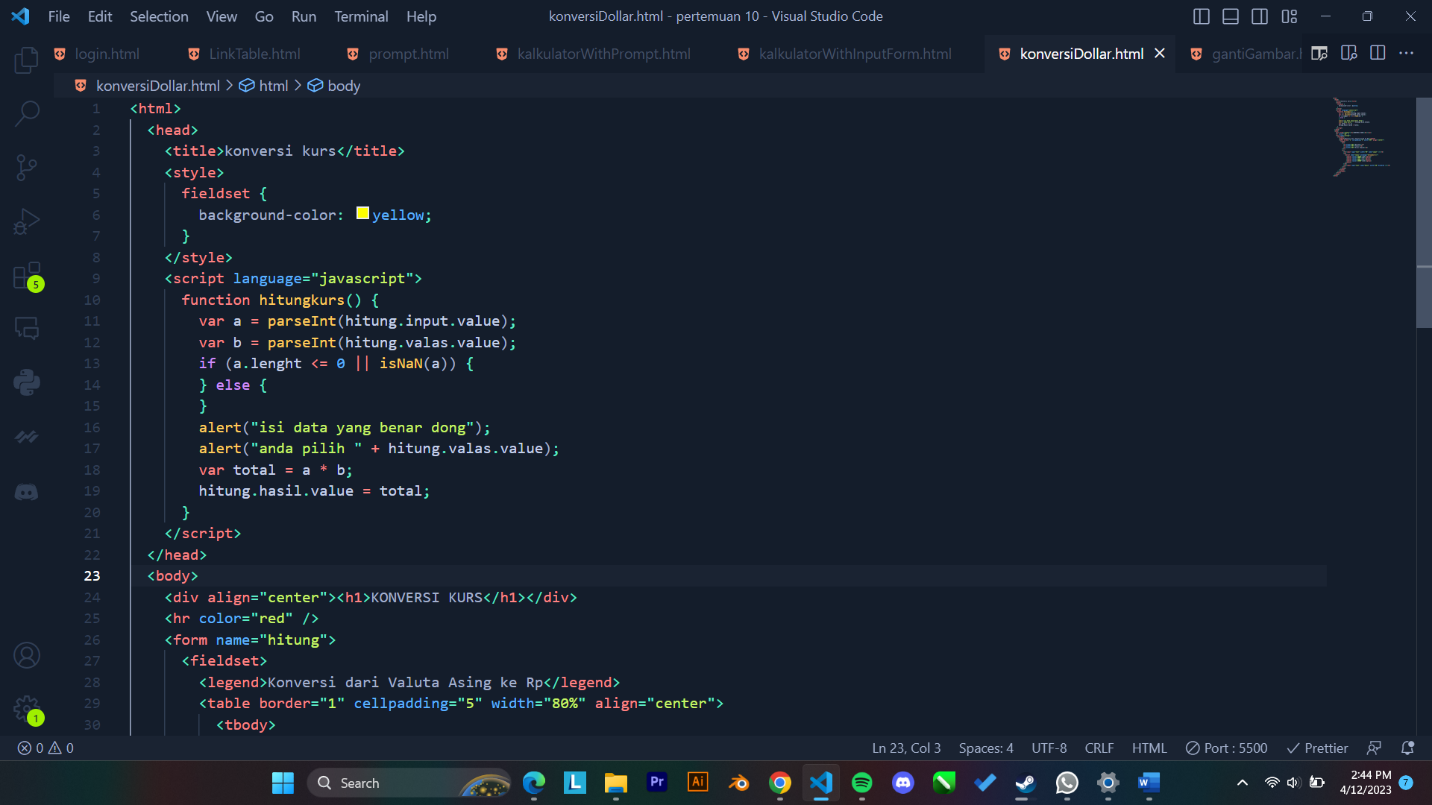 File Edit Selection View Go Run Terminal Help konversiDollar.html - pertemuan 10 - Visual Studio Code
login.html LinkTable.html prompt.html kalkulatorWithPrompt.html kalkulatorWithInputForm.html konversiDollar.html gantiGambar.h
konversiDollar.html > html > body
1 <html>
2 <head>
3 <title>konversi kurs</title>
4 <style>
5 fieldset {
6 background-color: yellow;
7 }
8 </style>
9 <script language="javascript">
10 function hitungkurs() {
11 var a = parseInt(hitung.input.value);
12 var b = parseInt(hitung.valas.value);
13 if (a.lenght <= 0 || isNaN(a)) {
14 } else {
15 }
16 alert("isi data yang benar dong");
17 alert("anda pilih " + hitung.valas.value);
18 var total = a * b;
19 hitung.hasil.value = total;
20 }
21 </script>
22 </head>
23 <body>
24 <div align="center"><h1>KONVERSI KURS</h1></div>
25 <hr color="red" />
26 <form name="hitung">
27 <fieldset>
28 <legend>Konversi dari Valuta Asing ke Rp</legend>
29 <table border="1" cellpadding="5" width="80%" align="center">
30 <tbody>
5
1
0 0 Ln 23, Col 3 Spaces: 4 UTF-8 CRLF HTML Port : 5500 Prettier
Search L Pr Ai W 2:44 PM
4/12/2023 7